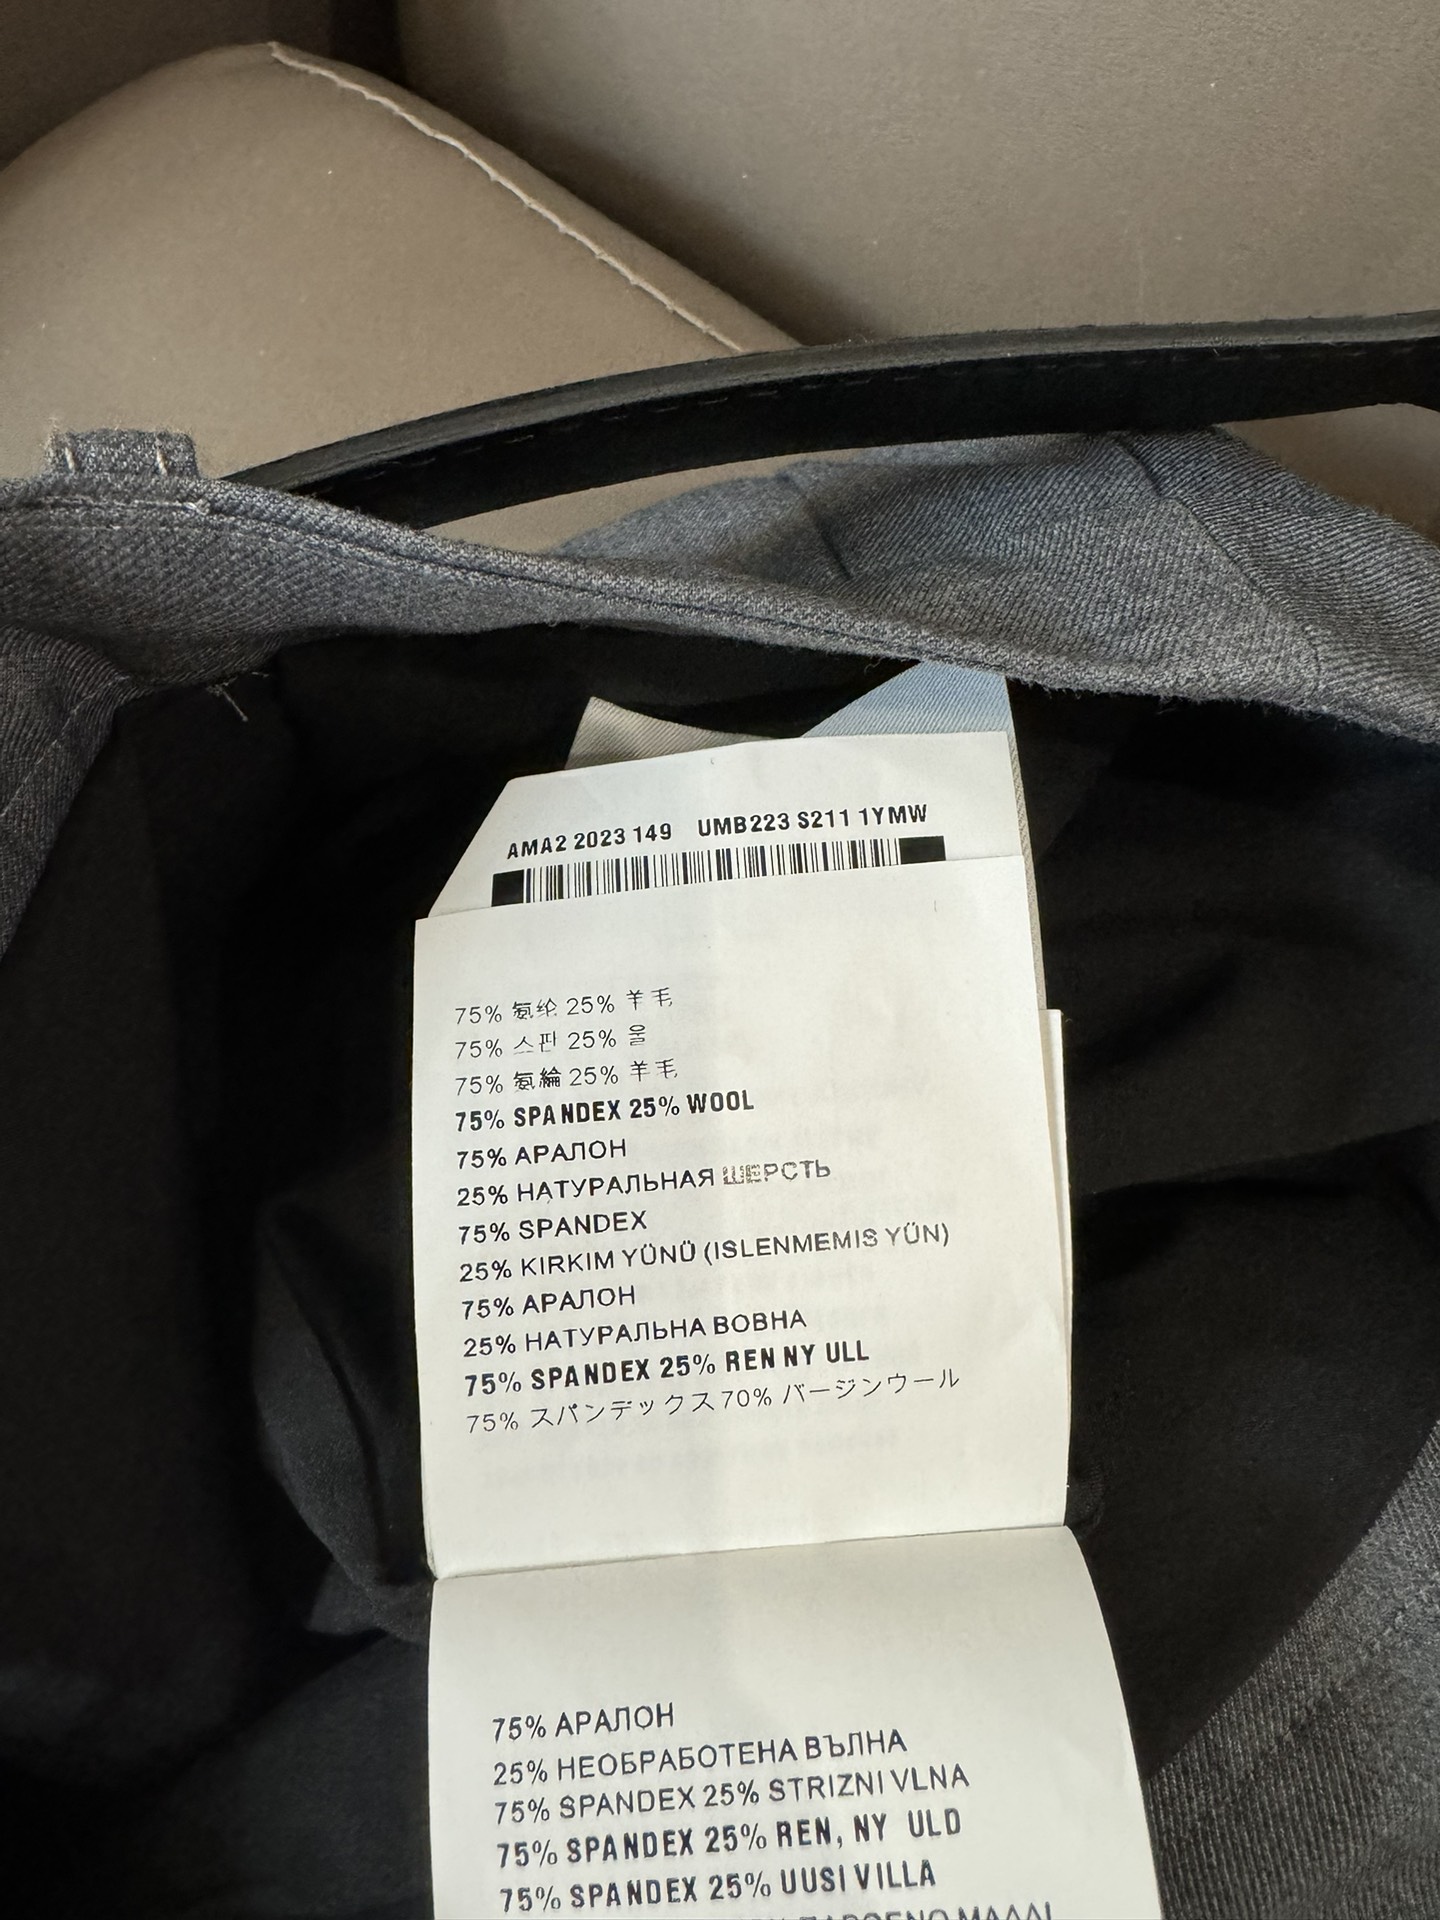 AMA2 2023 149 UMB223 S211 1YMW
75% 氨纶 25% 羊毛
75% 스판 25% 울
75% 氨綸 25% 羊毛
75% SPANDEX 25% WOOL
75% АРАЛОН
25% НАТУРАЛЬНАЯ ШЕРСТЬ
75% SPANDEX
25% KIRKIM YÜNÜ (ISLENMEMIS YÜN)
75% АРАЛОН
25% НАТУРАЛЬНА ВОВНА
75% SPANDEX 25% REN NY ULL
75% スパンデックス 70% バージンウール
75% АРАЛОН
25% НЕОБРАБОТЕНА ВЪЛНА
75% SPANDEX 25% STRIZNI VLNA
75% SPANDEX 25% REN, NY ULD
75% SPANDEX 25% UUSI VILLA